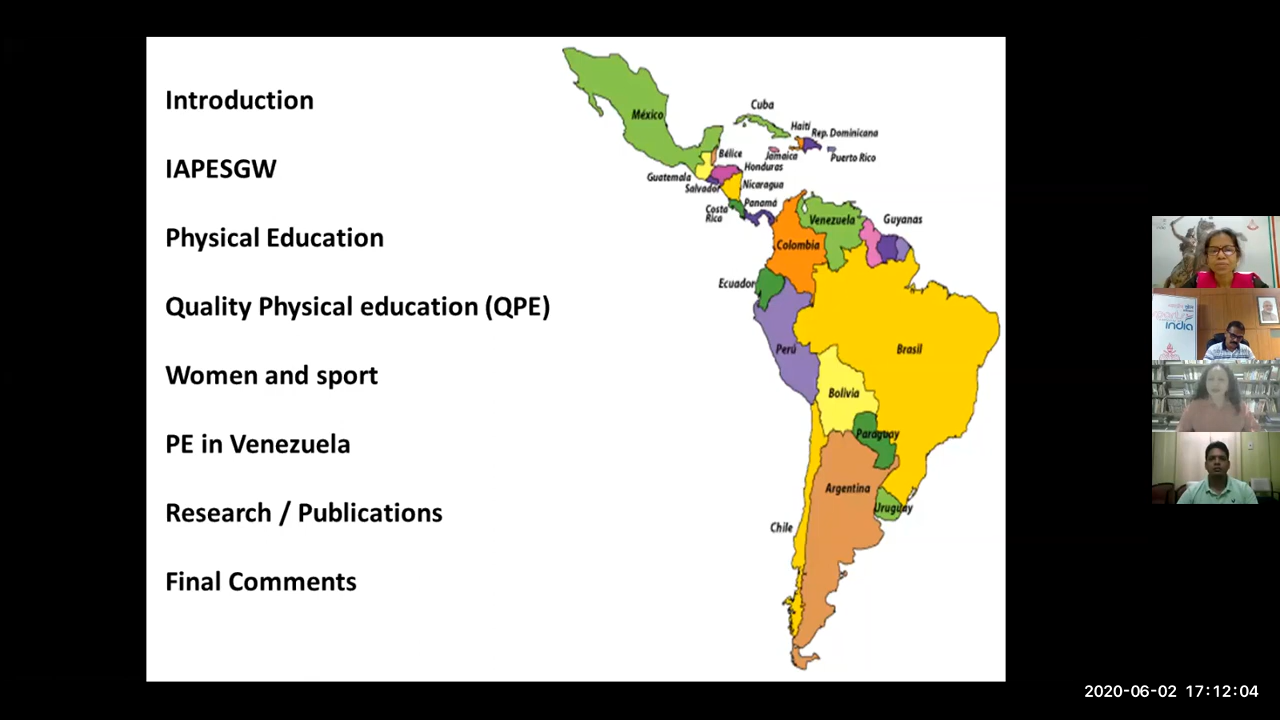 Introduction
IAPESGW
Physical Education
Quality Physical education (QPE)
Women and sport
PE in Venezuela
Research / Publications
Final Comments
México
Cuba
Haití
Rep. Dominicana
Jamaica
Puerto Rico
Bélice
Honduras
Guatemala
Salvador
Nicaragua
Costa
Rica
Panamá
Venezuela
Guyanas
Colombia
Ecuador
Perú
Brasil
Bolivia
Paraguay
Argentina
Uruguay
Chile
india
2020-06-02 17:12:04